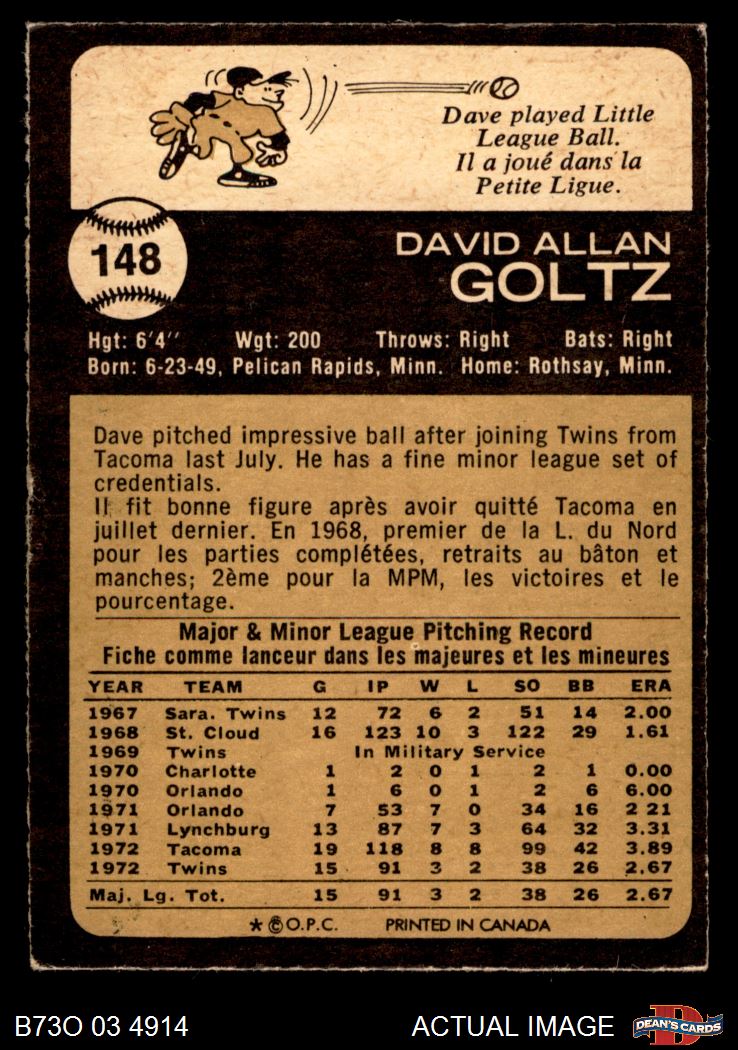 Dave played Little
League Ball.
Il a joué dans la
Petite Ligue.
148
DAVID ALLAN
GOLTZ
Hgt: 6'4'' Wgt: 200 Throws: Right Bats: Right
Born: 6-23-49, Pelican Rapids, Minn. Home: Rothsay, Minn.
Dave pitched impressive ball after joining Twins from
Tacoma last July. He has a fine minor league set of
credentials.
Il fit bonne figure après avoir quitté Tacoma en
juillet dernier. En 1968, premier de la L. du Nord
pour les parties complétées, retraits au bâton et
manches; 2ème pour la MPM, les victoires et le
pourcentage.
Major & Minor League Pitching Record
Fiche comme lanceur dans les majeures et les mineures
YEAR TEAM G IP W L SO BB ERA
1967 Sara. Twins 12 72 6 2 51 14 2.00
1968 St. Cloud 16 123 10 3 122 29 1.61
1969 Twins In Military Service
1970 Charlotte 1 2 0 1 2 1 0.00
1970 Orlando 1 6 0 1 2 6 6.00
1971 Orlando 7 53 7 0 34 16 2 21
1971 Lynchburg 13 87 7 3 64 32 3.31
1972 Tacoma 19 118 8 8 99 42 3.89
1972 Twins 15 91 3 2 38 26 2.67
Maj. Lg. Tot. 15 91 3 2 38 26 2.67
★ © O.P.C. PRINTED IN CANADA
B73O 03 4914 ACTUAL IMAGE
D
DEAN'S CARDS